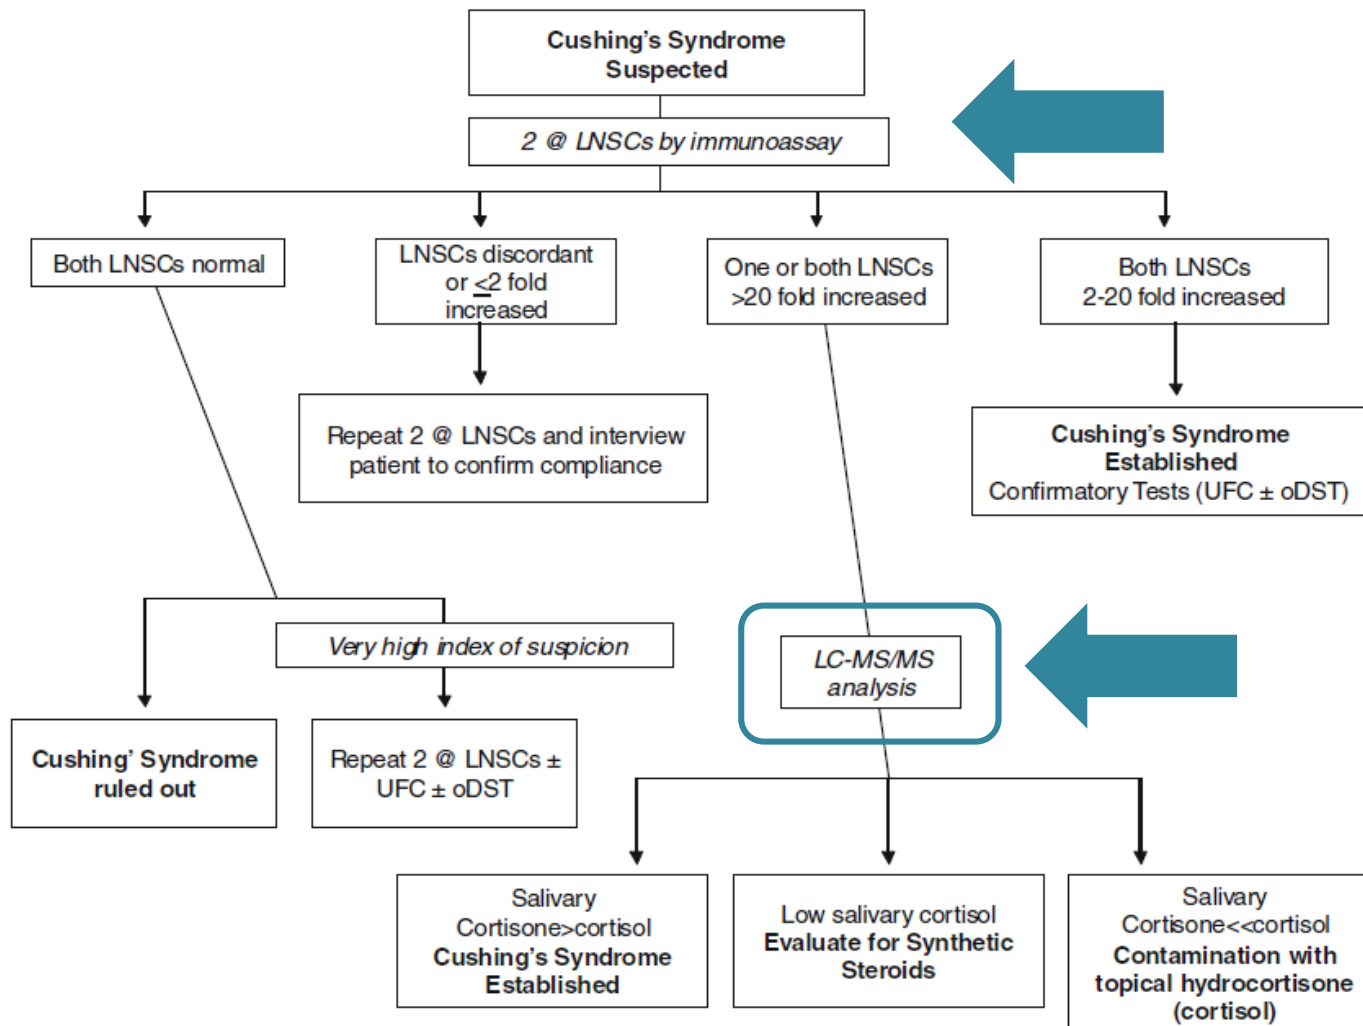 Cushing's Syndrome
Suspected
2 @ LNSCs by immunoassay
Both LNSCs normal
LNSCs discordant
or <2 fold
increased
One or both LNSCs
>20 fold increased
Both LNSCs
2-20 fold increased
Repeat 2 @ LNSCs and interview
patient to confirm compliance
Cushing's Syndrome
Established
Confirmatory Tests (UFC ± oDST)
Very high index of suspicion
LC-MS/MS
analysis
Cushing' Syndrome
ruled out
Repeat 2 @ LNSCs ±
UFC ± oDST
Salivary
Cortisone>cortisol
Cushing's Syndrome
Established
Low salivary cortisol
Evaluate for Synthetic
Steroids
Salivary
Cortisone<<cortisol
Contamination with
topical hydrocortisone
(cortisol)